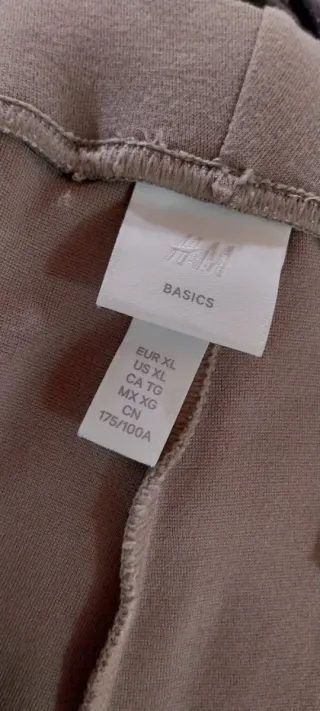 H&M
BASICS
EUR XL
US XL
CA TG
MX XG
CN
175/100A